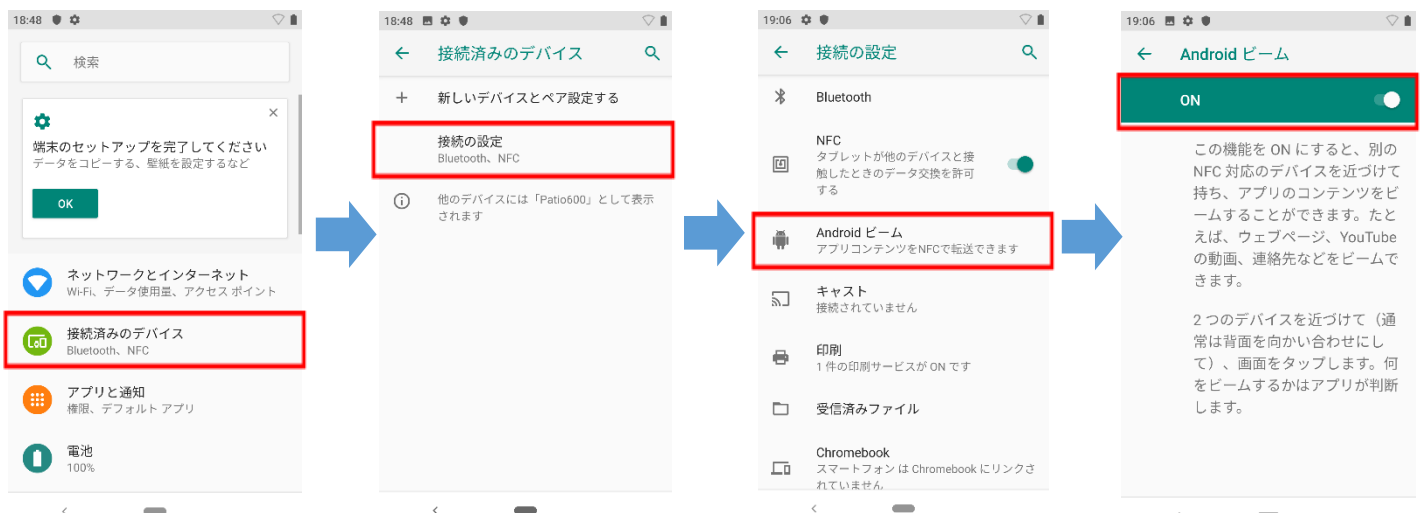 18:48
検索
端末のセットアップを完了してください
データをコピーする、壁紙を設定するなど
OK
ネットワークとインターネット
Wi-Fi、データ使用量、アクセス ポイント
接続済みのデバイス
Bluetooth、NFC
アプリと通知
権限、デフォルト アプリ
電池
100%
18:48
接続済みのデバイス
新しいデバイスとペア設定する
接続の設定
Bluetooth、NFC
他のデバイスには「Patio600」として表示
されます
19:06
接続の設定
Bluetooth
NFC
タブレットが他のデバイスと接
触したときのデータ交換を許可
する
Android ビーム
アプリコンテンツをNFCで転送できます
キャスト
接続されていません
印刷
1 件の印刷サービスが ON です
受信済みファイル
Chromebook
スマートフォン は Chromebook にリンクさ
れていません
19:06
Android ビーム
ON
この機能を ON にすると、別の
NFC 対応のデバイスを近づけて
持ち、アプリのコンテンツをビ
ームすることができます。たと
えば、ウェブページ、YouTube
の動画、連絡先などをビームで
きます。
2 つのデバイスを近づけて（通
常は背面を向かい合わせにし
て）、画面をタップします。何
をビームするかはアプリが判断
します。